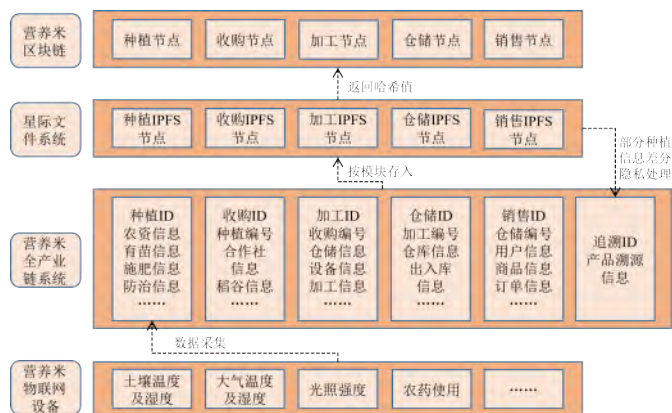 营养米
区块链
种植节点
收购节点
加工节点
仓储节点
销售节点
返回哈希值
星际文件系统
种植IPFS
节点
收购IPFS
节点
加工IPFS
节点
仓储IPFS
节点
销售IPFS
节点
部分种植
信息差分
隐私处理
按模块存入
营养米
全产业
链系统
种植ID
农资信息
育苗信息
施肥信息
防治信息
……
收购ID
种植编号
合作社
信息
稻谷信息
……
加工ID
收购编号
仓储信息
设备信息
加工信息
……
仓储ID
加工编号
仓库信息
出入库
信息
……
销售ID
仓储编号
用户信息
商品信息
订单信息
……
追溯ID
产品溯源
信息
数据采集
营养米
物联网
设备
土壤温度
及湿度
大气温度
及湿度
光照强度
农药使用
……